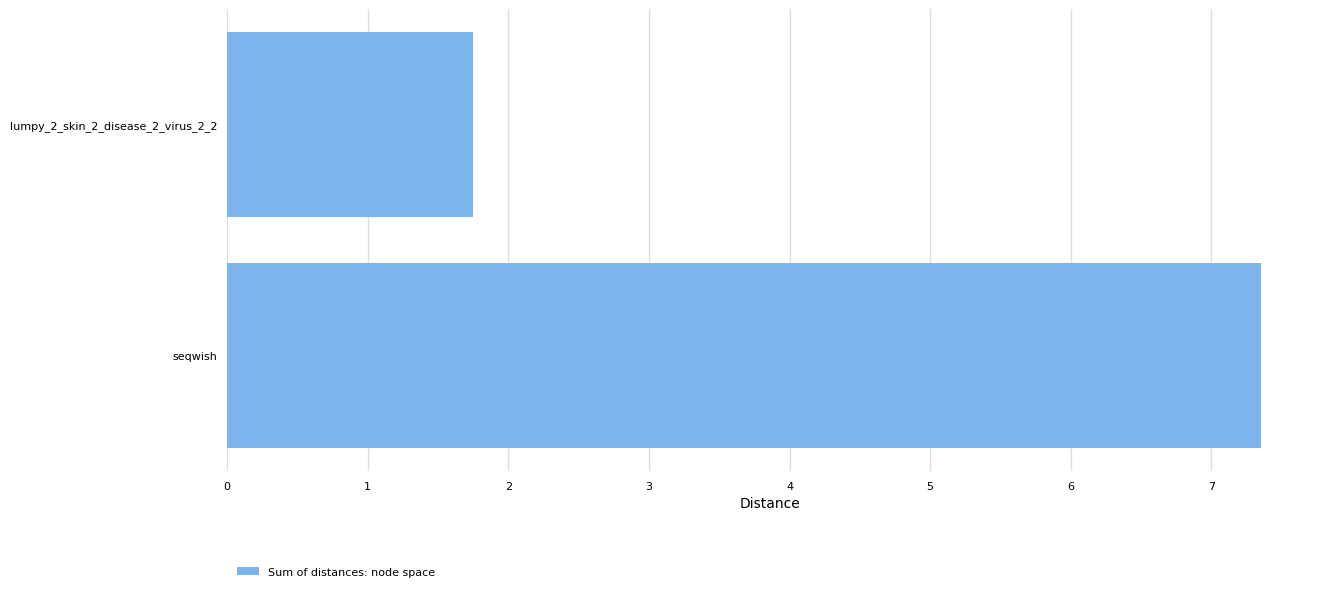 lumpy_2_skin_2_disease_2_virus_2_2
seqwish
0 1 2 3 4 5 6 7
Distance
Sum of distances: node space